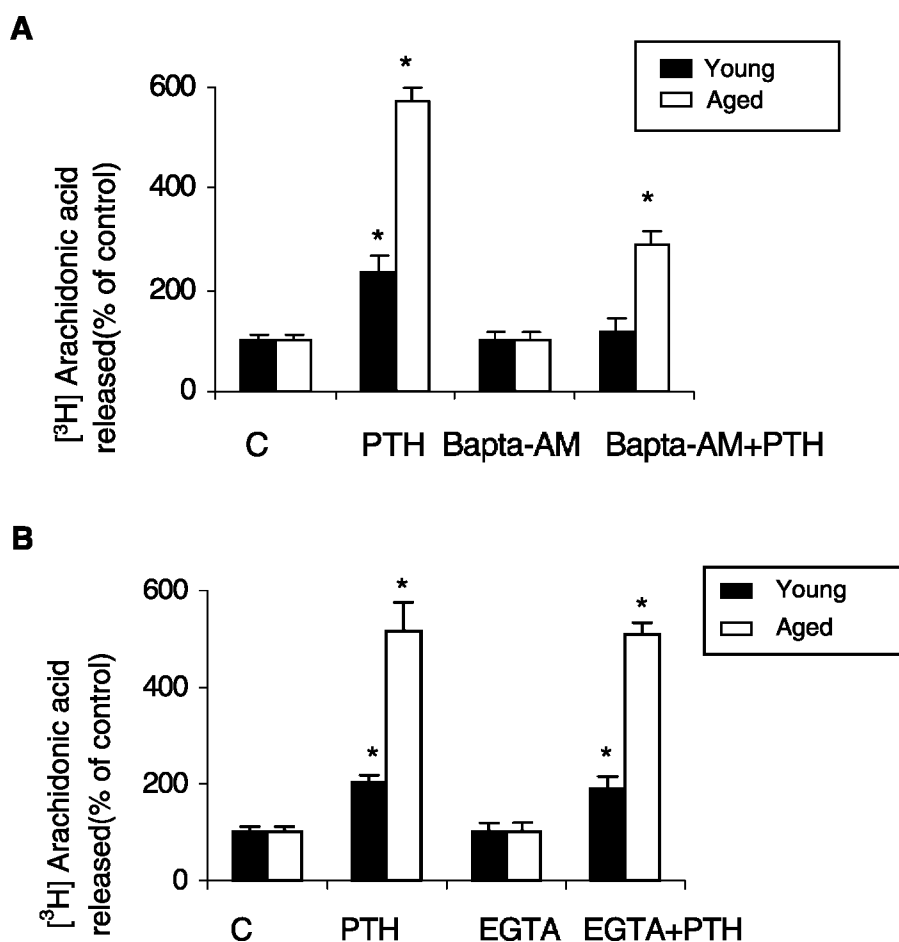 A
Young
Aged
[³H] Arachidonic acid
released(% of control)
600
400
200
0
*
*
*
C PTH Bapta-AM Bapta-AM+PTH
B
Young
Aged
[³H] Arachidonic acid
released(% of control)
600
400
200
0
*
*
*
*
C PTH EGTA EGTA+PTH